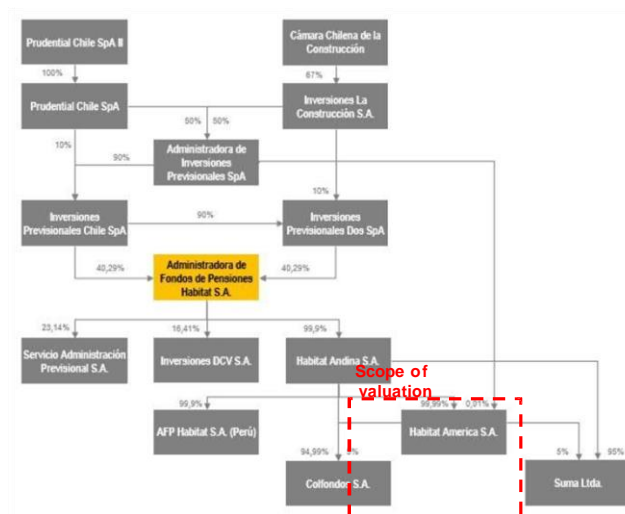 Prudential Chile SpA II
Cámara Chilena de la
Construcción
100%
67%
Prudential Chile SpA
Inversiones La
Construcción S.A.
50%
50%
10%
90%
Administradora de
Inversiones
Previsionales SpA
10%
Inversiones
Previsionales Chile SpA
90%
Inversiones
Previsionales Dos SpA
40,29%
Administradora de
Fondos de Pensiones
Habitat S.A.
40,29%
23,14%
16,41%
99,9%
Servicio Administración
Previsional S.A.
Inversiones DCV S.A.
Habitat Andina S.A.
Scope of
valuation
99,9%
99,99%
0,01%
AFP Habitat S.A. (Perú)
Habitat America S.A.
94,99%
5%
95%
Colfondos S.A.
Suma Ltda.